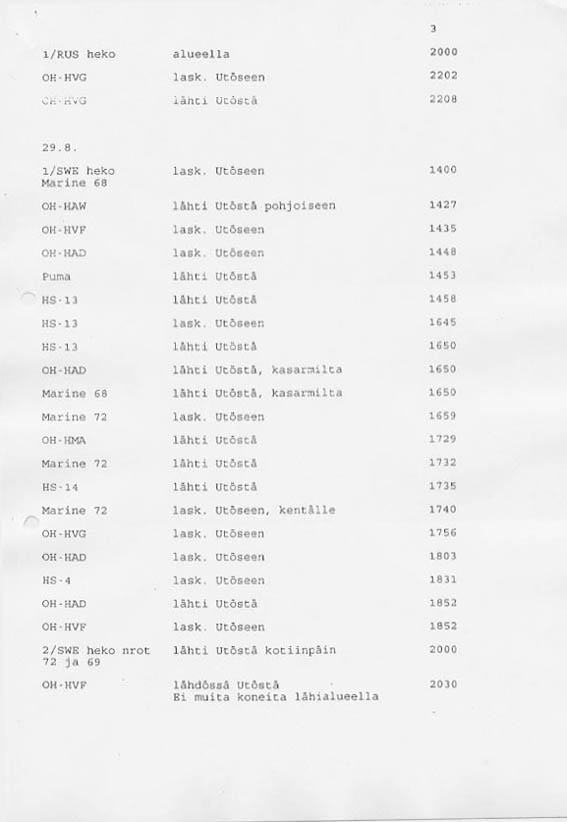 3
1/RUS heko alueella 2000
OH-HVG lask. Utöseen 2202
OH-HVG lähti Utöstä 2208
29.8.
1/SWE heko lask. Utöseen 1400
Marine 68
OH-HAW lähti Utöstä pohjoiseen 1427
OH-HVF lask. Utöseen 1435
OH-HAD lask. Utöseen 1448
Puma lähti Utöstä 1453
HS-13 lähti Utöstä 1458
HS-13 lask. Utöseen 1645
HS-13 lähti Utöstä 1650
OH-HAD lähti Utöstä, kasarmilta 1650
Marine 68 lähti Utöstä, kasarmilta 1650
Marine 72 lask. Utöseen 1659
OH-HMA lähti Utöstä 1729
Marine 72 lähti Utöstä 1732
HS-14 lähti Utöstä 1735
Marine 72 lask. Utöseen, kentälle 1740
OH-HVG lask. Utöseen 1756
OH-HAD lask. Utöseen 1803
HS-4 lask. Utöseen 1831
OH-HAD lähti Utöstä 1852
OH-HVF lask. Utöseen 1852
2/SWE heko nrot lähti Utöstä kotiinpäin 2000
72 ja 69
OH-HVF lähdössä Utöstä 2030
Ei muita koneita lähialueella